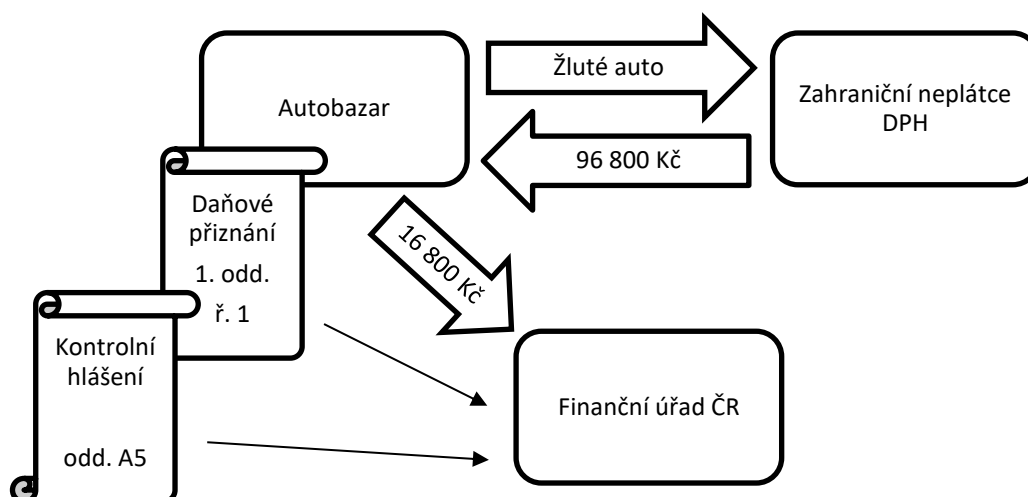 Autobazar
Žluté auto
Zahraniční neplátce
DPH
96 800 Kč
Daňové
přiznání
1. odd.
ř. 1
16 800 Kč
Kontrolní
hlášení
odd. A5
Finanční úřad ČR